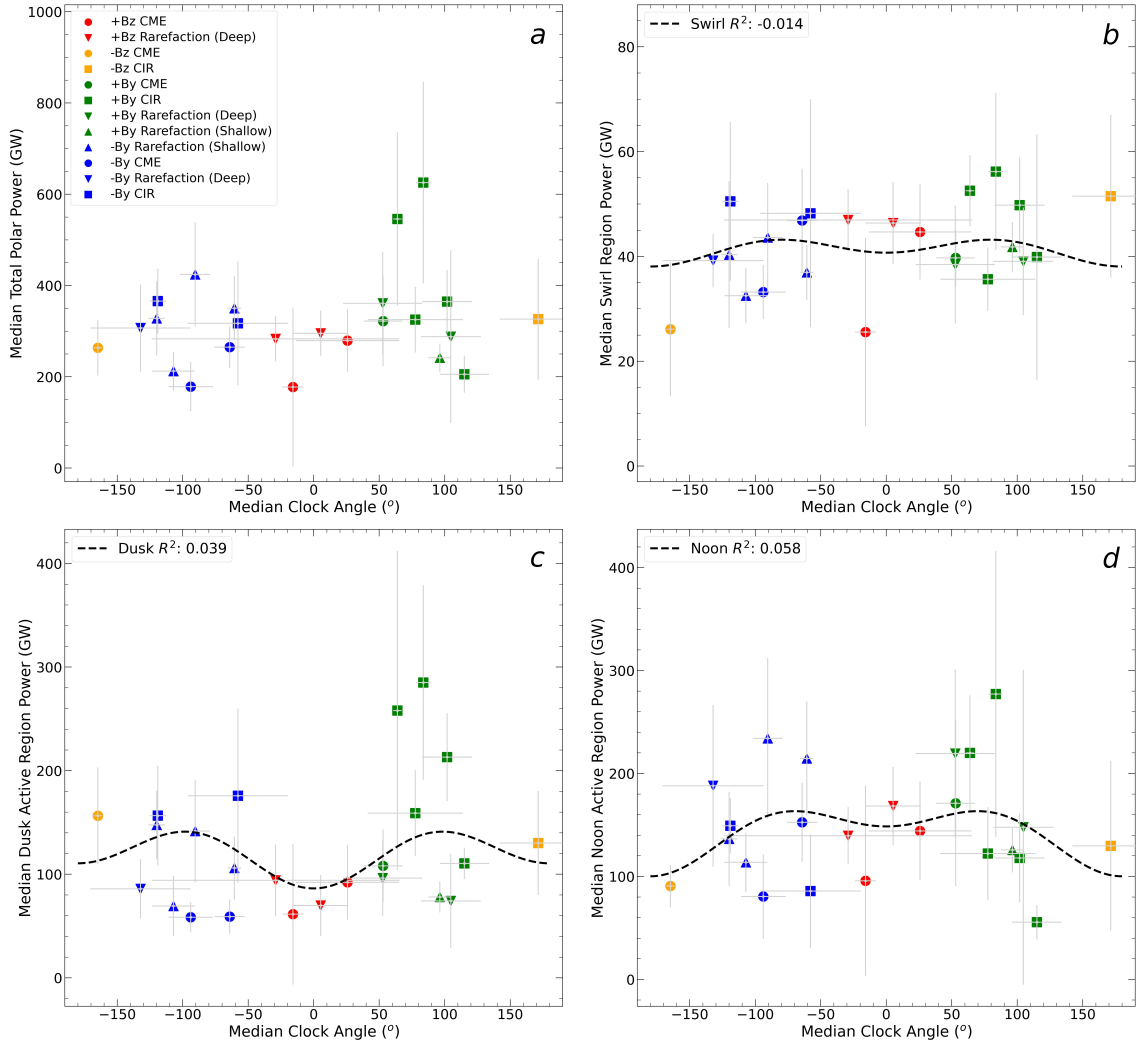 a
+Bz CME
+Bz Rarefaction (Deep)
-Bz CME
-Bz CIR
+By CME
+By CIR
+By Rarefaction (Deep)
+By Rarefaction (Shallow)
-By Rarefaction (Shallow)
-By CME
-By Rarefaction (Deep)
-By CIR
Median Total Polar Power (GW)
1000
800
600
400
200
0
−150 −100 −50 0 50 100 150
Median Clock Angle (°)
b
Swirl R²: -0.014
Median Swirl Region Power (GW)
80
60
40
20
0
−150 −100 −50 0 50 100 150
Median Clock Angle (°)
c
Dusk R²: 0.039
Median Dusk Active Region Power (GW)
400
300
200
100
0
−150 −100 −50 0 50 100 150
Median Clock Angle (°)
d
Noon R²: 0.058
Median Noon Active Region Power (GW)
400
300
200
100
0
−150 −100 −50 0 50 100 150
Median Clock Angle (°)